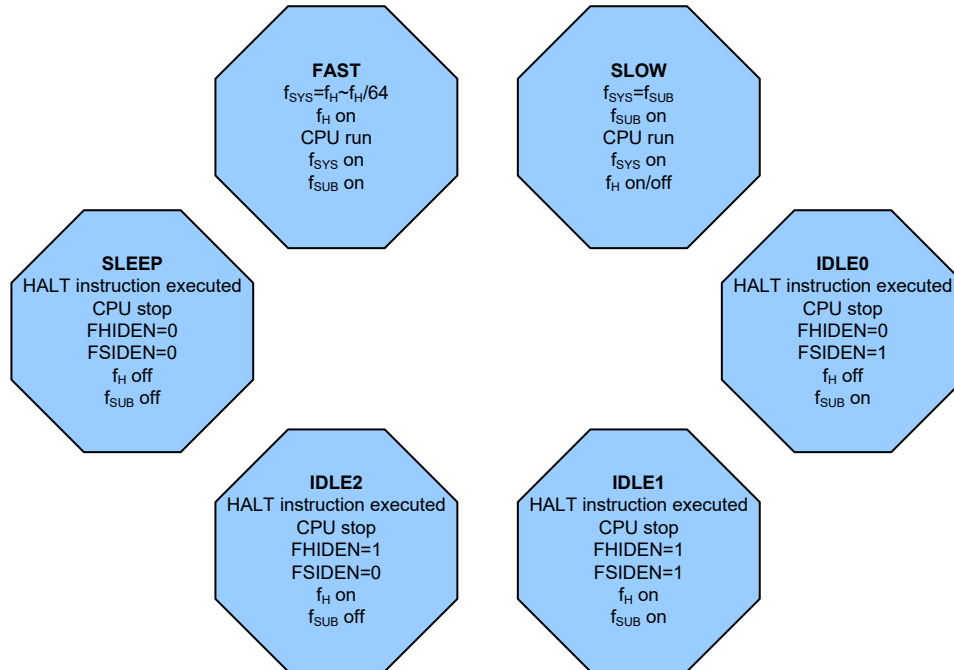 FAST
fSYS=fH~fH/64
fH on
CPU run
fSYS on
fSUB on
SLOW
fSYS=fSUB
fSUB on
CPU run
fSYS on
fH on/off
SLEEP
HALT instruction executed
CPU stop
FHIDEN=0
FSIDEN=0
fH off
fSUB off
IDLE0
HALT instruction executed
CPU stop
FHIDEN=0
FSIDEN=1
fH off
fSUB on
IDLE2
HALT instruction executed
CPU stop
FHIDEN=1
FSIDEN=0
fH on
fSUB off
IDLE1
HALT instruction executed
CPU stop
FHIDEN=1
FSIDEN=1
fH on
fSUB on